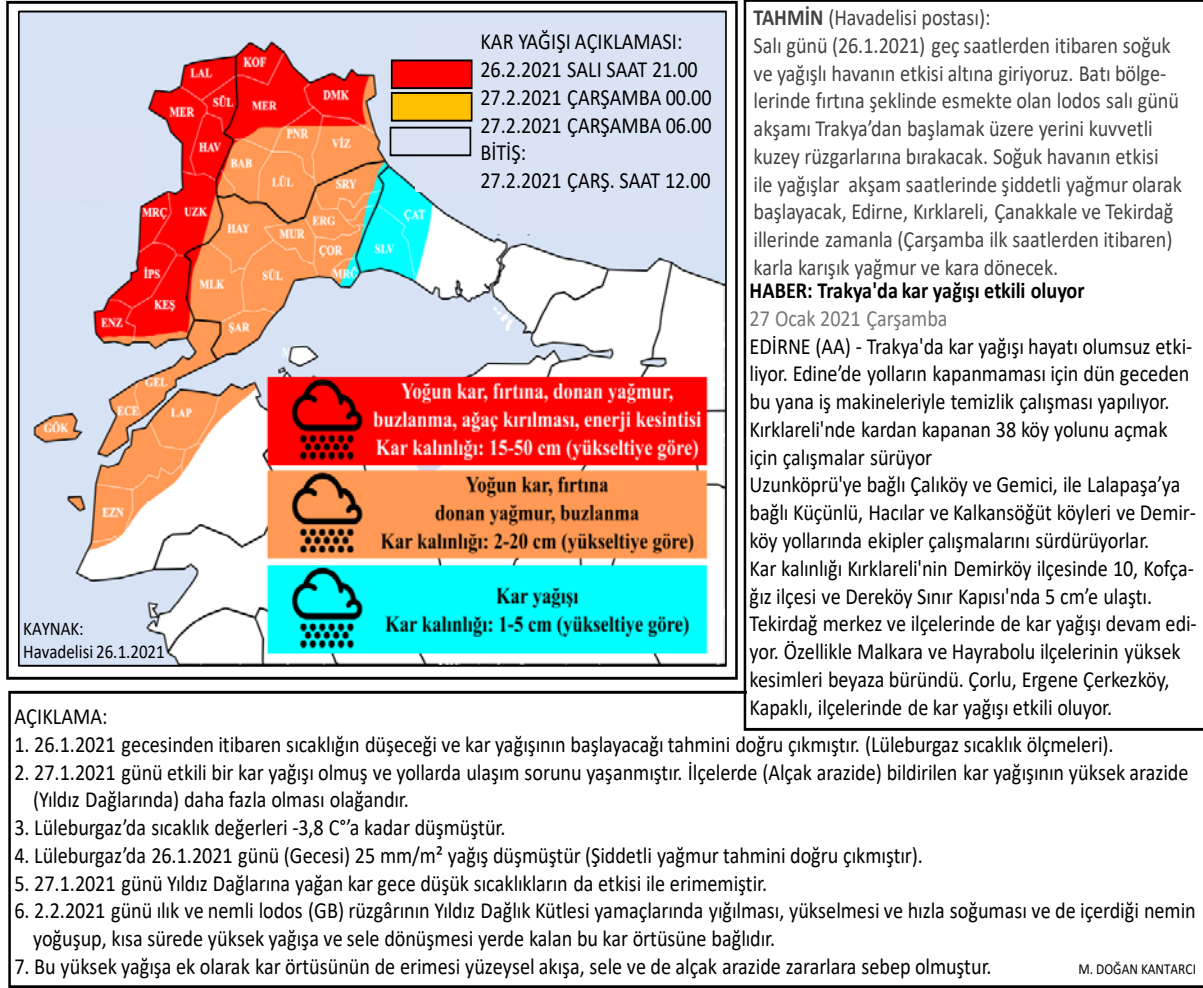 KAR YAĞIŞI AÇIKLAMASI:
26.2.2021 SALI SAAT 21.00
27.2.2021 ÇARŞAMBA 00.00
27.2.2021 ÇARŞAMBA 06.00
BİTİŞ:
27.2.2021 ÇARŞ. SAAT 12.00
LAL
KOF
MER
SÜL
MER
DMK
HAV
PNR
VİZ
BAB
LÜL
SRY
MRÇ
UZK
HAY
ERG
MUR
ÇOR
ÇAT
SLV
İPS
MLK
SÜL
MRĞ
KEŞ
ENZ
ŞAR
GEL
ECE
LAP
GÖK
EZN
Yoğun kar, fırtına, donan yağmur,
buzlanma, ağaç kırılması, enerji kesintisi
Kar kalınlığı: 15-50 cm (yükseltiye göre)
Yoğun kar, fırtına
donan yağmur, buzlanma
Kar kalınlığı: 2-20 cm (yükseltiye göre)
Kar yağışı
Kar kalınlığı: 1-5 cm (yükseltiye göre)
KAYNAK:
Havadelisi 26.1.2021
TAHMİN (Havadelisi postası):
Salı günü (26.1.2021) geç saatlerden itibaren soğuk
ve yağışlı havanın etkisi altına giriyoruz. Batı bölge-
lerinde fırtına şeklinde esmekte olan lodos salı günü
akşamı Trakya'dan başlamak üzere yerini kuvvetli
kuzey rüzgarlarına bırakacak. Soğuk havanın etkisi
ile yağışlar akşam saatlerinde şiddetli yağmur olarak
başlayacak, Edirne, Kırklareli, Çanakkale ve Tekirdağ
illerinde zamanla (Çarşamba ilk saatlerden itibaren)
karla karışık yağmur ve kara dönecek.
HABER: Trakya'da kar yağışı etkili oluyor
27 Ocak 2021 Çarşamba
EDİRNE (AA) - Trakya'da kar yağışı hayatı olumsuz etki-
liyor. Edine'de yolların kapanmaması için dün geceden
bu yana iş makineleriyle temizlik çalışması yapılıyor.
Kırklareli'nde kardan kapanan 38 köy yolunu açmak
için çalışmalar sürüyor
Uzunköprü'ye bağlı Çalıköy ve Gemici, ile Lalapaşa'ya
bağlı Küçünlü, Hacılar ve Kalkansöğüt köyleri ve Demir-
köy yollarında ekipler çalışmalarını sürdürüyorlar.
Kar kalınlığı Kırklareli'nin Demirköy ilçesinde 10, Kofça-
ğız ilçesi ve Dereköy Sınır Kapısı'nda 5 cm'e ulaştı.
Tekirdağ merkez ve ilçelerinde de kar yağışı devam edi-
yor. Özellikle Malkara ve Hayrabolu ilçelerinin yüksek
kesimleri beyaza büründü. Çorlu, Ergene Çerkezköy,
Kapaklı, ilçelerinde de kar yağışı etkili oluyor.
AÇIKLAMA:
1. 26.1.2021 gecesinden itibaren sıcaklığın düşeceği ve kar yağışının başlayacağı tahmini doğru çıkmıştır. (Lüleburgaz sıcaklık ölçmeleri).
2. 27.1.2021 günü etkili bir kar yağışı olmuş ve yollarda ulaşım sorunu yaşanmıştır. İlçelerde (Alçak arazide) bildirilen kar yağışının yüksek arazide
(Yıldız Dağlarında) daha fazla olması olağandır.
3. Lüleburgaz'da sıcaklık değerleri -3,8 C°'a kadar düşmüştür.
4. Lüleburgaz'da 26.1.2021 günü (Gecesi) 25 mm/m² yağış düşmüştür (Şiddetli yağmur tahmini doğru çıkmıştır).
5. 27.1.2021 günü Yıldız Dağlarına yağan kar gece düşük sıcaklıkların da etkisi ile erimemiştir.
6. 2.2.2021 günü ılık ve nemli lodos (GB) rüzgârının Yıldız Dağlık Kütlesi yamaçlarında yığılması, yükselmesi ve hızla soğuması ve de içerdiği nemin
yoğuşup, kısa sürede yüksek yağışa ve sele dönüşmesi yerde kalan bu kar örtüsüne bağlıdır.
7. Bu yüksek yağışa ek olarak kar örtüsünün de erimesi yüzeysel akışa, sele ve de alçak arazide zararlara sebep olmuştur.
M. DOĞAN KANTARCI